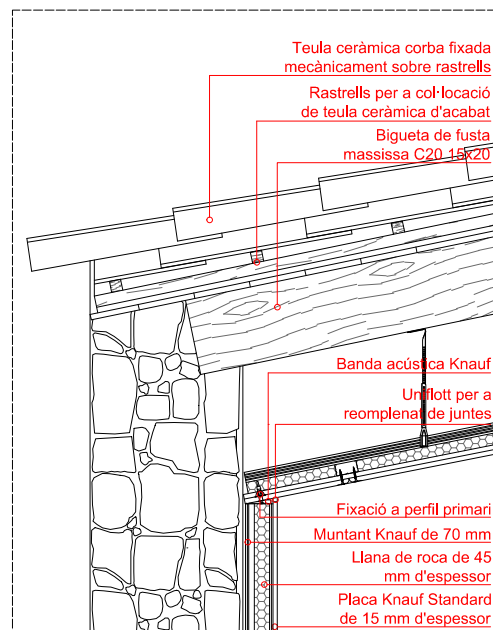 Teula ceràmica corba fixada
mecànicament sobre rastrells
Rastrells per a col·locació
de teula ceràmica d'acabat
Bigueta de fusta
massissa C20 15x20
Banda acústica Knauf
Uniflott per a
reomplenat de juntes
Fixació a perfil primari
Muntant Knauf de 70 mm
Llana de roca de 45
mm d'espessor
Placa Knauf Standard
de 15 mm d'espessor